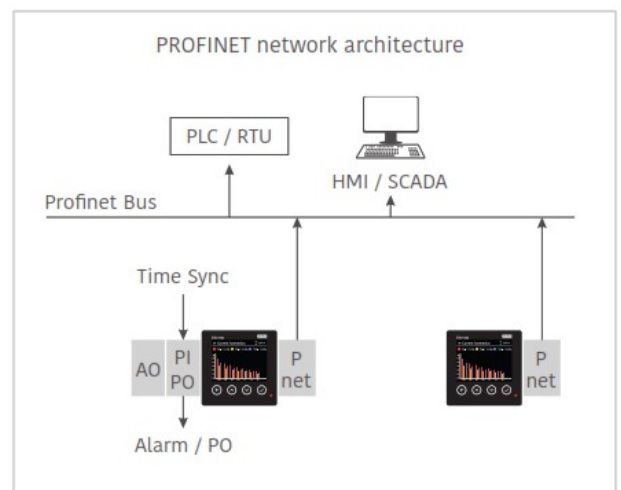 PROFINET network architecture
PLC / RTU
HMI / SCADA
Profinet Bus
Time Sync
AO
PI
PO
P
net
P
net
Alarm / PO